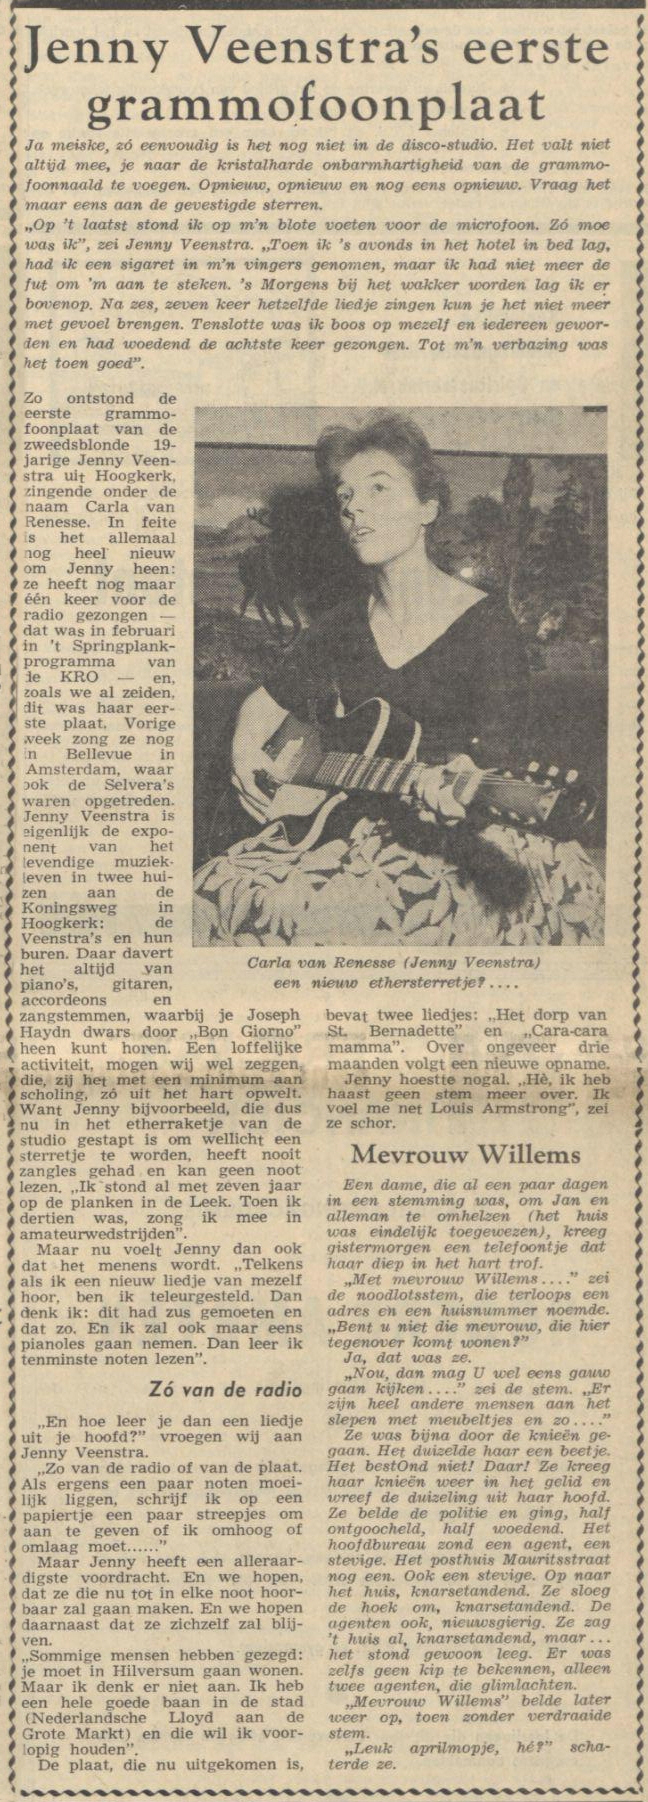 Jenny Veenstra's eerste
grammofoonplaat
Ja meiske, zó eenvoudig is het nog niet in de disco-studio. Het valt niet
altijd mee, je naar de kristalharde onbarmhartigheid van de grammo-
foonnaald te voegen. Opnieuw, opnieuw en nog eens opnieuw. Vraag het
maar eens aan de gevestigde sterren.
„Op 't laatst stond ik op m'n blote voeten voor de microfoon. Zó moe
was ik”, zei Jenny Veenstra. „Toen ik 's avonds in het hotel in bed lag,
had ik een sigaret in m'n vingers genomen, maar ik had niet meer de
fut om 'm aan te steken. 's Morgens bij het wakker worden lag ik er
bovenop. Na zes, zeven keer hetzelfde liedje zingen kun je het niet meer
met gevoel brengen. Tenslotte was ik boos op mezelf en iedereen gewor-
den en had woedend de achtste keer gezongen. Tot m'n verbazing was
het toen goed”.
Zo ontstond de
eerste grammo-
foonplaat van de
zweedsblonde 19-
jarige Jenny Veen-
stra uit Hoogkerk,
zingende onder de
naam Carla van
Renesse. In feite
is het allemaal
nog heel nieuw
om Jenny heen:
ze heeft nog maar
één keer voor de
radio gezongen —
dat was in februari
in 't Springplank-
programma van
de KRO — en,
zoals we al zeiden,
dit was haar eer-
ste plaat. Vorige
week zong ze nog
in Bellevue in
Amsterdam, waar
ook de Selvera's
waren opgetreden.
Jenny Veenstra is
eigenlijk de expo-
nent van het
levendige muziek-
leven in twee hui-
zen aan de
Koningsweg in
Hoogkerk: de
Veenstra's en hun
buren. Daar davert
het altijd van
piano's, gitaren,
accordeons en
zangstemmen, waarbij je Joseph
Haydn dwars door „Bon Giorno”
heen kunt horen. Een loffelijke
activiteit, mogen wij wel zeggen,
die, zij het met een minimum aan
scholing, zó uit het hart opwelt.
Want Jenny bijvoorbeeld, die dus
nu in het etherraketje van de
studio gestapt is om wellicht een
sterretje te worden, heeft nooit
zangles gehad en kan geen noot
lezen. „Ik stond al met zeven jaar
op de planken in de Leek. Toen ik
dertien was, zong ik mee in
amateurwedstrijden”.
Maar nu voelt Jenny dan ook
dat het menens wordt. „Telkens
als ik een nieuw liedje van mezelf
hoor, ben ik teleurgesteld. Dan
denk ik: dit had zus gemoeten en
dat zo. En ik zal ook maar eens
pianoles gaan nemen. Dan leer ik
tenminste noten lezen”.
Zó van de radio
„En hoe leer je dan een liedje
uit je hoofd?” vroegen wij aan
Jenny Veenstra.
„Zo van de radio of van de plaat.
Als ergens een paar noten moei-
lijk liggen, schrijf ik op een
papiertje een paar streepjes om
aan te geven of ik omhoog of
omlaag moet......”
Maar Jenny heeft een alleraar-
digste voordracht. En we hopen,
dat ze die nu tot in elke noot hoor-
baar zal gaan maken. En we hopen
daarnaast dat ze zichzelf zal blij-
ven.
„Sommige mensen hebben gezegd:
je moet in Hilversum gaan wonen.
Maar ik denk er niet aan. Ik heb
een hele goede baan in de stad
(Nederlandsche Lloyd aan de
Grote Markt) en die wil ik voor-
lopig houden”.
De plaat, die nu uitgekomen is,
Carla van Renesse (Jenny Veenstra)
een nieuw ethersterretje?....
bevat twee liedjes: „Het dorp van
St. Bernadette” en „Cara-cara
mamma”. Over ongeveer drie
maanden volgt een nieuwe opname.
Jenny hoestte nogal. „Hè, ik heb
haast geen stem meer over. Ik
voel me net Louis Armstrong”, zei
ze schor.
Mevrouw Willems
Een dame, die al een paar dagen
in een stemming was, om Jan en
alleman te omhelzen (het huis
was eindelijk toegewezen), kreeg
gistermorgen een telefoontje dat
haar diep in het hart trof.
„Met mevrouw Willems....” zei
de noodlotsstem, die terloops een
adres en een huisnummer noemde.
„Bent u niet die mevrouw, die hier
tegenover komt wonen?”
Ja, dat was ze.
„Nou, dan mag U wel eens gauw
gaan kijken....” zei de stem. „Er
zijn heel andere mensen aan het
slepen met meubeltjes en zo....”
Ze was bijna door de knieën ge-
gaan. Het duizelde haar een beetje.
Het bestOnd niet! Daar! Ze kreeg
haar knieën weer in het gelid en
wreef de duizeling uit haar hoofd.
Ze belde de politie en ging, half
ontgoocheld, half woedend. Het
hoofdbureau zond een agent, een
stevige. Het posthuis Mauritsstraat
nog een. Ook een stevige. Op naar
het huis, knarsetandend. Ze sloeg
de hoek om, knarsetandend. De
agenten ook, nieuwsgierig. Ze zag
't huis al, knarsetandend, maar...
het stond gewoon leeg. Er was
zelfs geen kip te bekennen, alleen
twee agenten, die glimlachten.
„Mevrouw Willems” belde later
weer op, toen zonder verdraaide
stem.
„Leuk aprilmopje, hé?” scha-
terde ze.